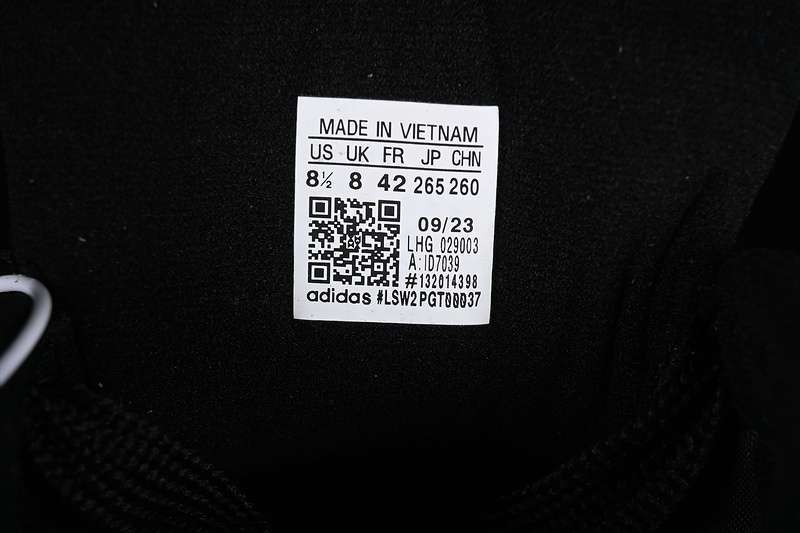 MADE IN VIETNAM
US UK FR JP CHN
8½ 8 42 265 260
09/23
LHG 029003
A: ID7039
#132614398
adidas #LSW2PGT00037